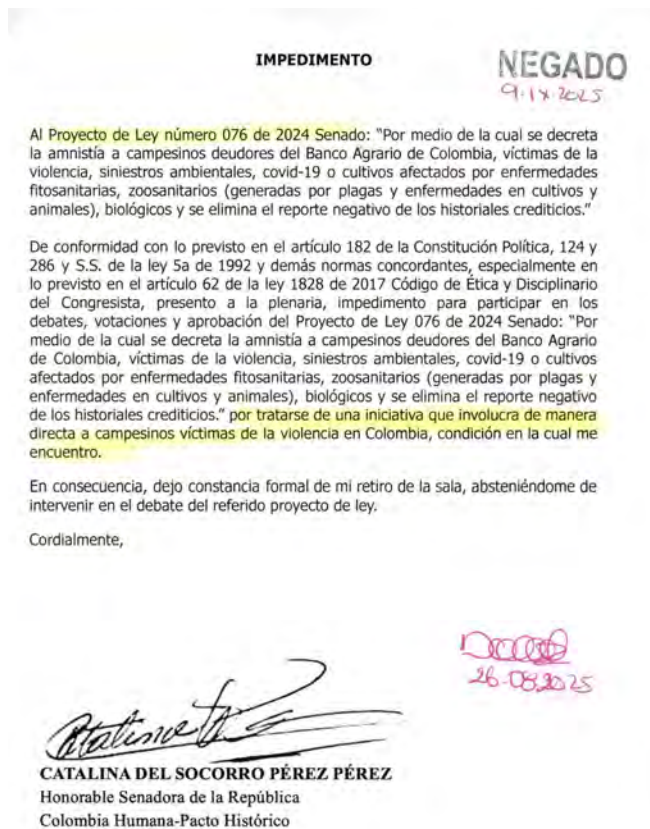 IMPEDIMENTO
NEGADO
9.IX.2025
Al Proyecto de Ley número 076 de 2024 Senado: “Por medio de la cual se decreta
la amnistía a campesinos deudores del Banco Agrario de Colombia, víctimas de la
violencia, siniestros ambientales, covid-19 o cultivos afectados por enfermedades
fitosanitarias, zoosanitarios (generadas por plagas y enfermedades en cultivos y
animales), biológicos y se elimina el reporte negativo de los historiales crediticios.”
De conformidad con lo previsto en el artículo 182 de la Constitución Política, 124 y
286 y S.S. de la ley 5a de 1992 y demás normas concordantes, especialmente en
lo previsto en el artículo 62 de la ley 1828 de 2017 Código de Ética y Disciplinario
del Congresista, presento a la plenaria, impedimento para participar en los
debates, votaciones y aprobación del Proyecto de Ley 076 de 2024 Senado: “Por
medio de la cual se decreta la amnistía a campesinos deudores del Banco Agrario
de Colombia, víctimas de la violencia, siniestros ambientales, covid-19 o cultivos
afectados por enfermedades fitosanitarias, zoosanitarios (generadas por plagas y
enfermedades en cultivos y animales), biológicos y se elimina el reporte negativo
de los historiales crediticios.” por tratarse de una iniciativa que involucra de manera
directa a campesinos víctimas de la violencia en Colombia, condición en la cual me
encuentro.
En consecuencia, dejo constancia formal de mi retiro de la sala, absteniéndome de
intervenir en el debate del referido proyecto de ley.
Cordialmente,
26-08-2025
CATALINA DEL SOCORRO PÉREZ PÉREZ
Honorable Senadora de la República
Colombia Humana-Pacto Histórico